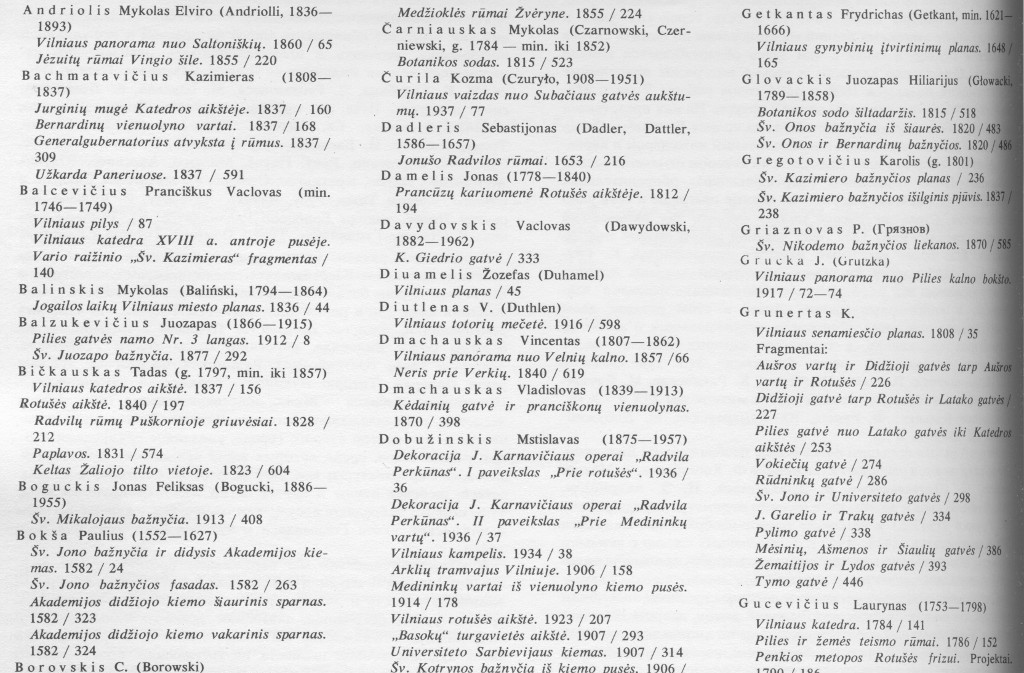 Andriolis Mykolas Elviro (Andriolli, 1836—
1893)
Vilniaus panorama nuo Saltoniškių. 1860 / 65
Jėzuitų rūmai Vingio šile. 1855 / 220
Bachmatavičius Kazimieras (1808—
1837)
Jurginių mugė Katedros aikštėje. 1837 / 160
Bernardinų vienuolyno vartai. 1837 / 168
Generalgubernatorius atvyksta į rūmus. 1837 /
309
Užkarda Paneriuose. 1837 / 591
Balcevičius Pranciškus Vaclovas (min.
1746—1749)
Vilniaus pilys / 87
Vilniaus katedra XVIII a. antroje pusėje.
Vario raižinio „Šv. Kazimieras“ fragmentas /
140
Balinskis Mykolas (Baliński, 1794—1864)
Jogailos laikų Vilniaus miesto planas. 1836 / 44
Balzukevičius Juozapas (1866—1915)
Pilies gatvės namo Nr. 3 langas. 1912 / 8
Šv. Juozapo bažnyčia. 1877 / 292
Bičkauskas Tadas (g. 1797, min. iki 1857)
Vilniaus katedros aikštė. 1837 / 156
Rotušės aikštė. 1840 / 197
Radvilų rūmų Puškornioje griuvėsiai. 1828 /
212
Paplavos. 1831 / 574
Keltas Žaliojo tilto vietoje. 1823 / 604
Boguckis Jonas Feliksas (Bogucki, 1886—
1955)
Šv. Mikalojaus bažnyčia. 1913 / 408
Bokša Paulius (1552—1627)
Šv. Jono bažnyčia ir didysis Akademijos kie-
mas. 1582 / 24
Šv. Jono bažnyčios fasadas. 1582 / 263
Akademijos didžiojo kiemo šiaurinis sparnas.
1582 / 323
Akademijos didžiojo kiemo vakarinis sparnas.
1582 / 324
Borovskis C. (Borowski)
Medžioklės rūmai Žvėryne. 1855 / 224
Čarniauskas Mykolas (Czarnowski, Czer-
niewski, g. 1784 — min. iki 1852)
Botanikos sodas. 1815 / 523
Čurila Kozma (Czuryło, 1908—1951)
Vilniaus vaizdas nuo Subačiaus gatvės aukštu-
mų. 1937 / 77
Dadleris Sebastijonas (Dadler, Dattler,
1586—1657)
Jonušo Radvilos rūmai. 1653 / 216
Damelis Jonas (1778—1840)
Prancūzų kariuomenė Rotušės aikštėje. 1812 /
194
Davydovskis Vaclovas (Dawydowski,
1882—1962)
K. Giedrio gatvė / 333
Diuamelis Žozefas (Duhamel)
Vilniaus planas / 45
Diutlenas V. (Duthlen)
Vilniaus totorių mečetė. 1916 / 598
Dmachauskas Vincentas (1807—1862)
Vilniaus panorama nuo Velnių kalno. 1857 /66
Neris prie Verkių. 1840 / 619
Dmachauskas Vladislovas (1839—1913)
Kėdainių gatvė ir pranciškonų vienuolynas.
1870 / 398
Dobužinskis Mstislavas (1875—1957)
Dekoracija J. Karnavičiaus operai „Radvila
Perkūnas“. I paveikslas „Prie rotušės“. 1936 /
36
Dekoracija J. Karnavičiaus operai „Radvila
Perkūnas“. II paveikslas „Prie Medininkų
vartų“. 1936 / 37
Vilniaus kampelis. 1934 / 38
Arklių tramvajus Vilniuje. 1906 / 158
Medininkų vartai iš vienuolyno kiemo pusės.
1914 / 178
Vilniaus rotušės aikštė. 1923 / 207
„Basokų“ turgavietės aikštė. 1907 / 293
Universiteto Sarbievijaus kiemas. 1907 / 314
Šv. Kotrynos bažnyčia iš kiemo pusės. 1906 /
Getkantas Frydrichas (Getkant, min. 1621—
1666)
Vilniaus gynybinių įtvirtinimų planas. 1648 /
165
Glovackis Juozapas Hiliarijus (Głowacki,
1789—1858)
Botanikos sodo šiltadaržis. 1815 / 518
Šv. Onos bažnyčia iš šiaurės. 1820 / 483
Šv. Onos ir Bernardinų bažnyčios. 1820 / 486
Gregotovičius Karolis (g. 1801)
Šv. Kazimiero bažnyčios planas / 236
Šv. Kazimiero bažnyčios išilginis pjūvis. 1837 /
238
Griaznovas P. (Грязнов)
Šv. Nikodemo bažnyčios liekanos. 1870 / 585
Grucka J. (Grutzka)
Vilniaus panorama nuo Pilies kalno bokšto.
1917 / 72—74
Grunertas K.
Vilniaus senamiesčio planas. 1808 / 35
Fragmentai:
Aušros vartų ir Didžioji gatvės tarp Aušros
vartų ir Rotušės / 226
Didžioji gatvė tarp Rotušės ir Latako gatvės /
227
Pilies gatvė nuo Latako gatvės iki Katedros
aikštės / 253
Vokiečių gatvė / 274
Rūdninkų gatvė / 286
Šv. Jono ir Universiteto gatvės / 298
J. Garelio ir Trakų gatvės / 334
Pylimo gatvė / 338
Mėsinių, Ašmenos ir Šiaulių gatvės / 386
Žemaitijos ir Lydos gatvės / 393
Tymo gatvė / 446
Gucevičius Laurynas (1753—1798)
Vilniaus katedra. 1784 / 141
Pilies ir žemės teismo rūmai. 1786 / 152
Penkios metopos Rotušės frizui. Projektai.
1790 / 186